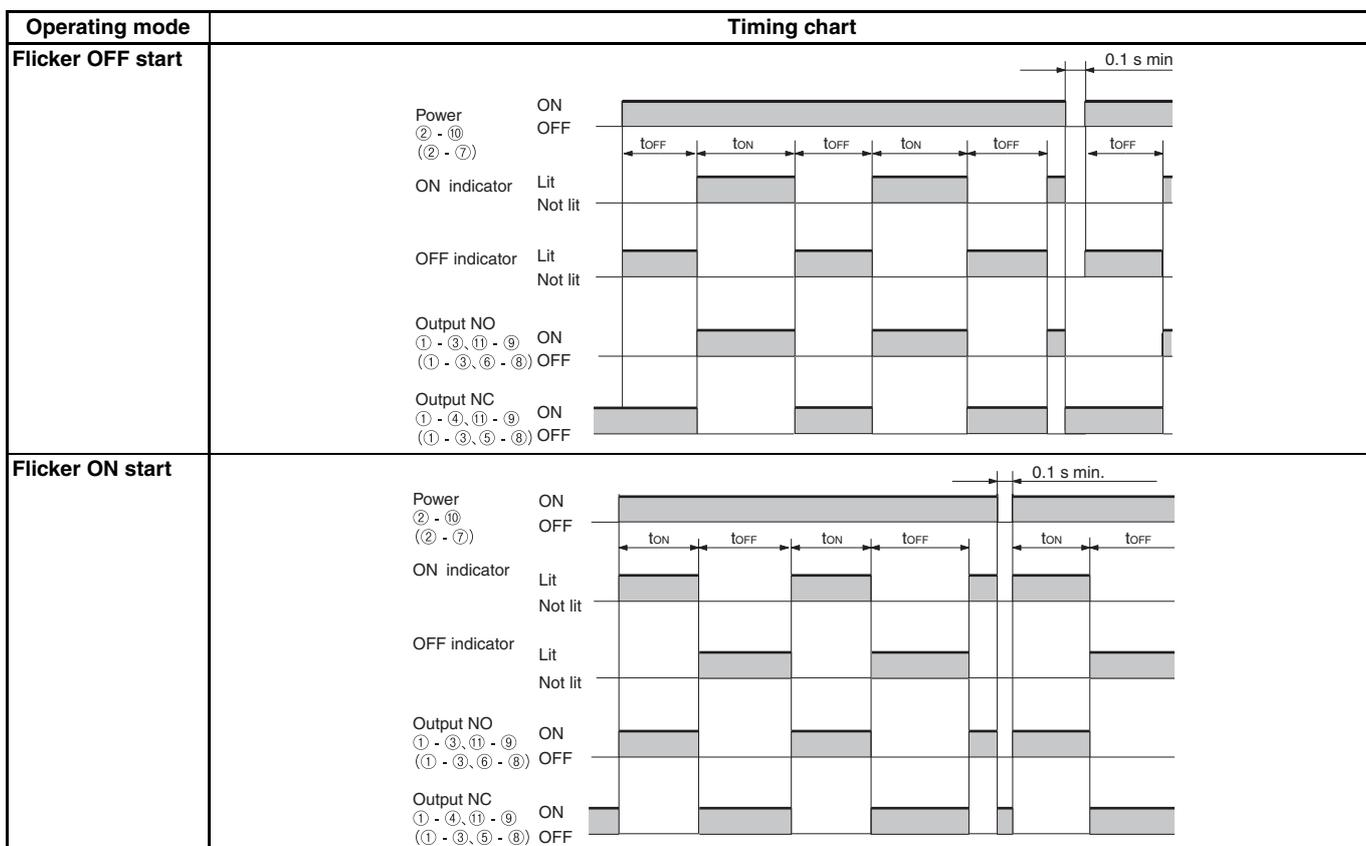 Operating mode
Timing chart
Flicker OFF start
0.1 s min
Power
② - ⑩
(② - ⑦)
ON
OFF
tOFF tON tOFF tON tOFF tOFF
ON indicator
Lit
Not lit
OFF indicator
Lit
Not lit
Output NO
① - ③、⑪ - ⑨
(① - ③、⑥ - ⑧)
ON
OFF
Output NC
① - ④、⑪ - ⑨
(① - ③、⑤ - ⑧)
ON
OFF
Flicker ON start
0.1 s min.
Power
② - ⑩
(② - ⑦)
ON
OFF
tON tOFF tON tOFF tON tOFF
ON indicator
Lit
Not lit
OFF indicator
Lit
Not lit
Output NO
① - ③、⑪ - ⑨
(① - ③、⑥ - ⑧)
ON
OFF
Output NC
① - ④、⑪ - ⑨
(① - ③、⑤ - ⑧)
ON
OFF